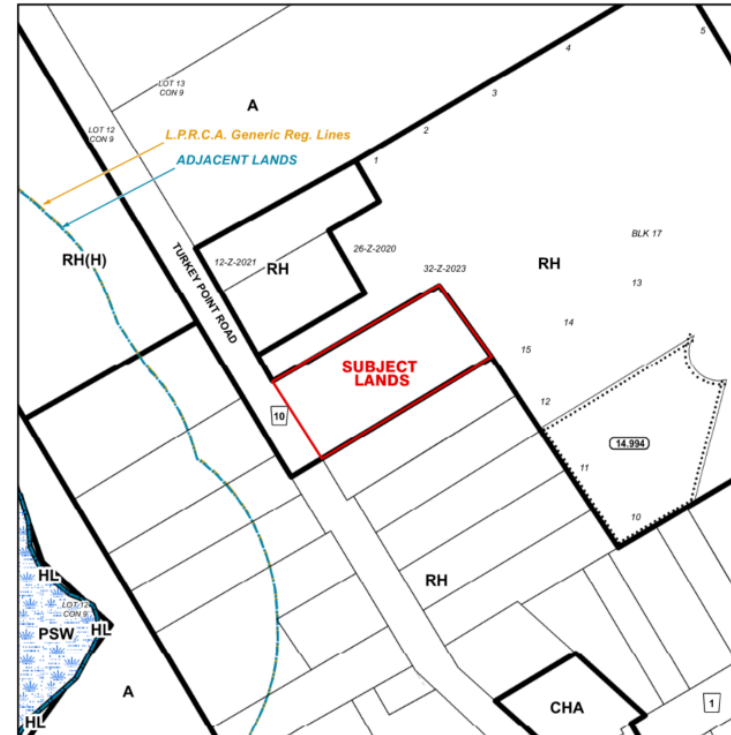 4
5
LOT 13
CON 9
3
A
LOT 12
CON 9
2
L.P.R.C.A. Generic Reg. Lines
1
ADJACENT LANDS
BLK 17
TURKEY POINT ROAD
26-Z-2020
RH(H)
12-Z-2021
RH
RH
32-Z-2023
13
14
15
SUBJECT
LANDS
12
10
14.994
11
10
HL
RH
LOT 12
CON 9
PSW
HL
A
CHA
1
HL